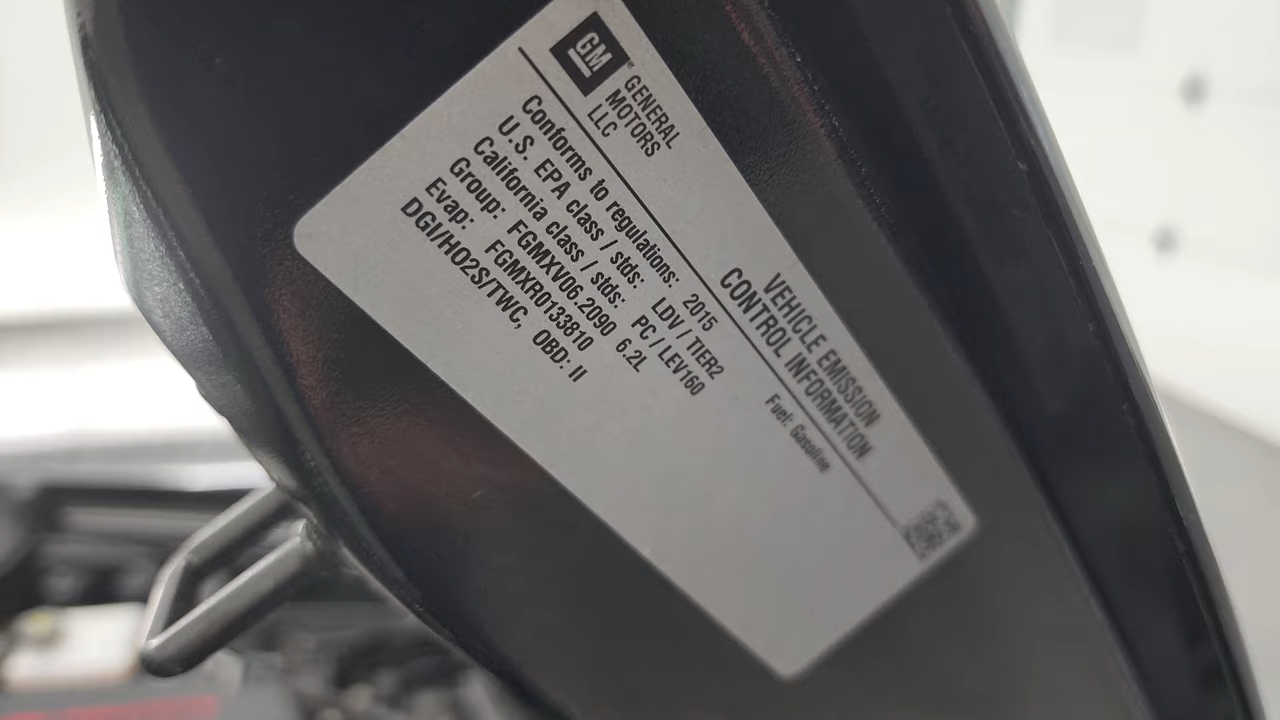 GM
GENERAL
MOTORS
LLC
VEHICLE EMISSION
CONTROL INFORMATION
Conforms to regulations: 2015
Fuel: Gasoline
U.S. EPA class / stds: LDV / TIER2
California class / stds: PC / LEV160
Group: FGMXV06.2090 6.2L
Evap: FGMXR0133810
DGI/HO2S/TWC, OBD: II